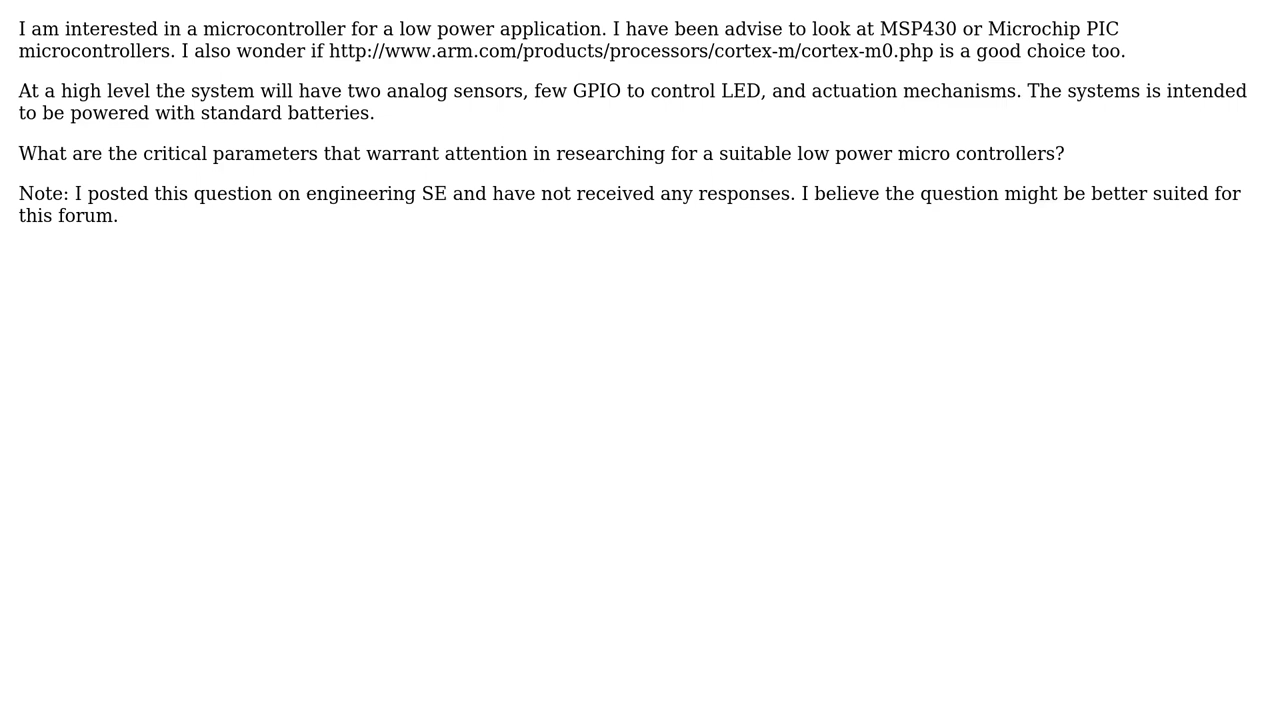 I am interested in a microcontroller for a low power application. I have been advise to look at MSP430 or Microchip PIC
microcontrollers. I also wonder if http://www.arm.com/products/processors/cortex-m/cortex-m0.php is a good choice too.
At a high level the system will have two analog sensors, few GPIO to control LED, and actuation mechanisms. The systems is intended
to be powered with standard batteries.
What are the critical parameters that warrant attention in researching for a suitable low power micro controllers?
Note: I posted this question on engineering SE and have not received any responses. I believe the question might be better suited for
this forum.